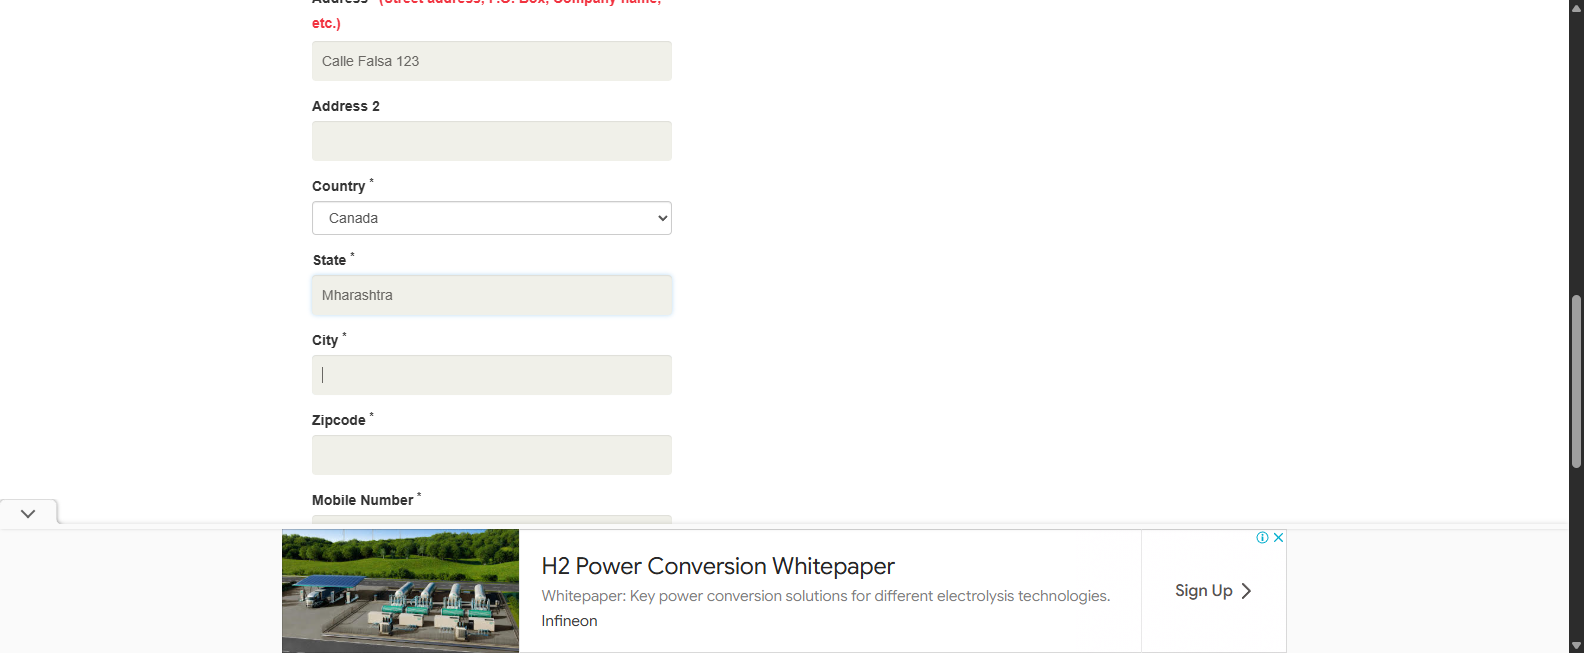 Address * (Street address, P.O. Box, Company name,
etc.)
Calle Falsa 123
Address 2
Country *
Canada
State *
Mharashtra
City *
Zipcode *
Mobile Number *
H2 Power Conversion Whitepaper
Whitepaper: Key power conversion solutions for different electrolysis technologies.
Infineon
Sign Up